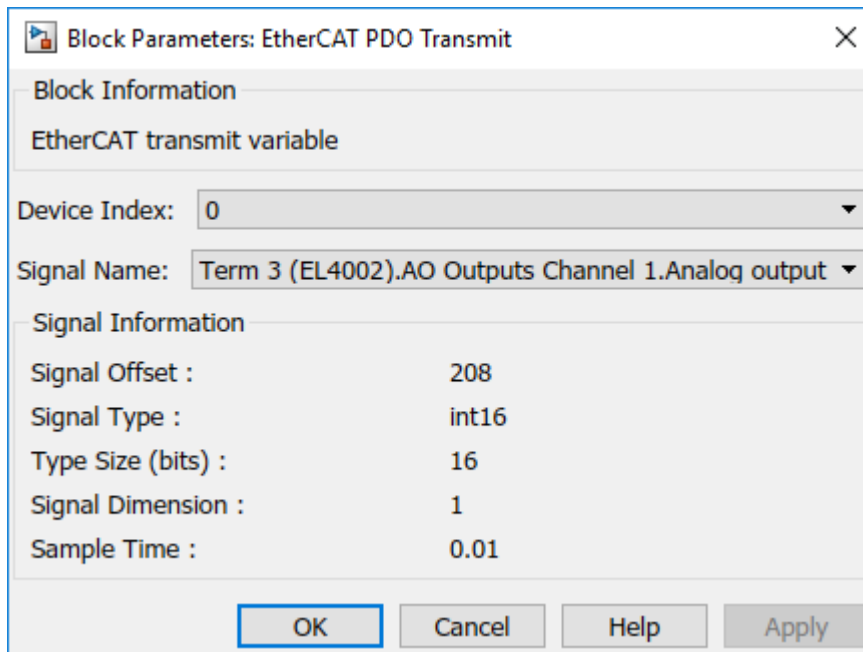 Block Parameters: EtherCAT PDO Transmit
Block Information
EtherCAT transmit variable
Device Index: 0
Signal Name: Term 3 (EL4002).AO Outputs Channel 1.Analog output
Signal Information
Signal Offset : 208
Signal Type : int16
Type Size (bits) : 16
Signal Dimension : 1
Sample Time : 0.01
OK Cancel Help Apply